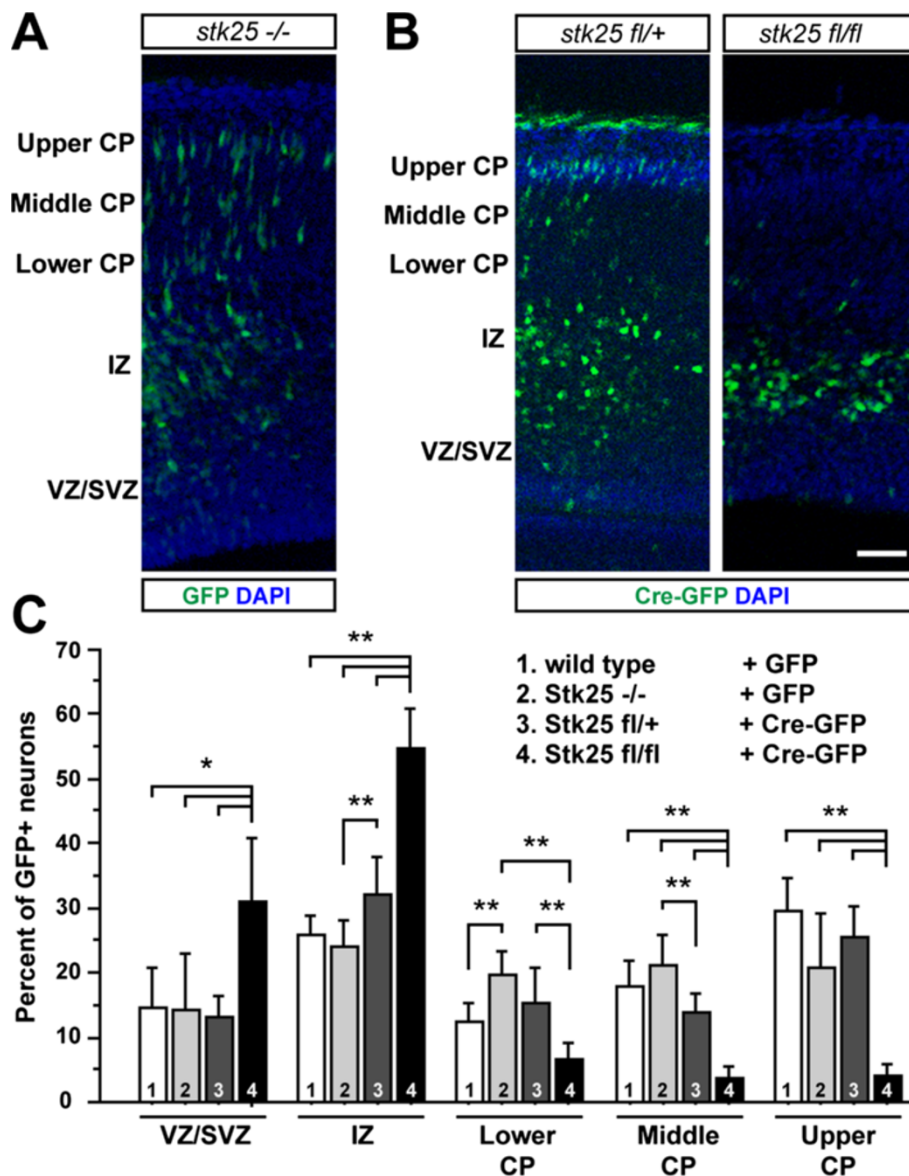 A
stk25 -/-
Upper CP
Middle CP
Lower CP
IZ
VZ/SVZ
GFP DAPI
B
stk25 fl/+
stk25 fl/fl
Upper CP
Middle CP
Lower CP
IZ
VZ/SVZ
Cre-GFP DAPI
C
1. wild type + GFP
2. Stk25 -/- + GFP
3. Stk25 fl/+ + Cre-GFP
4. Stk25 fl/fl + Cre-GFP
Percent of GFP+ neurons
70
60
50
40
30
20
10
0
*
**
**
**
**
**
**
**
**
1 2 3 4
1 2 3 4
1 2 3 4
1 2 3 4
1 2 3 4
VZ/SVZ
IZ
Lower CP
Middle CP
Upper CP